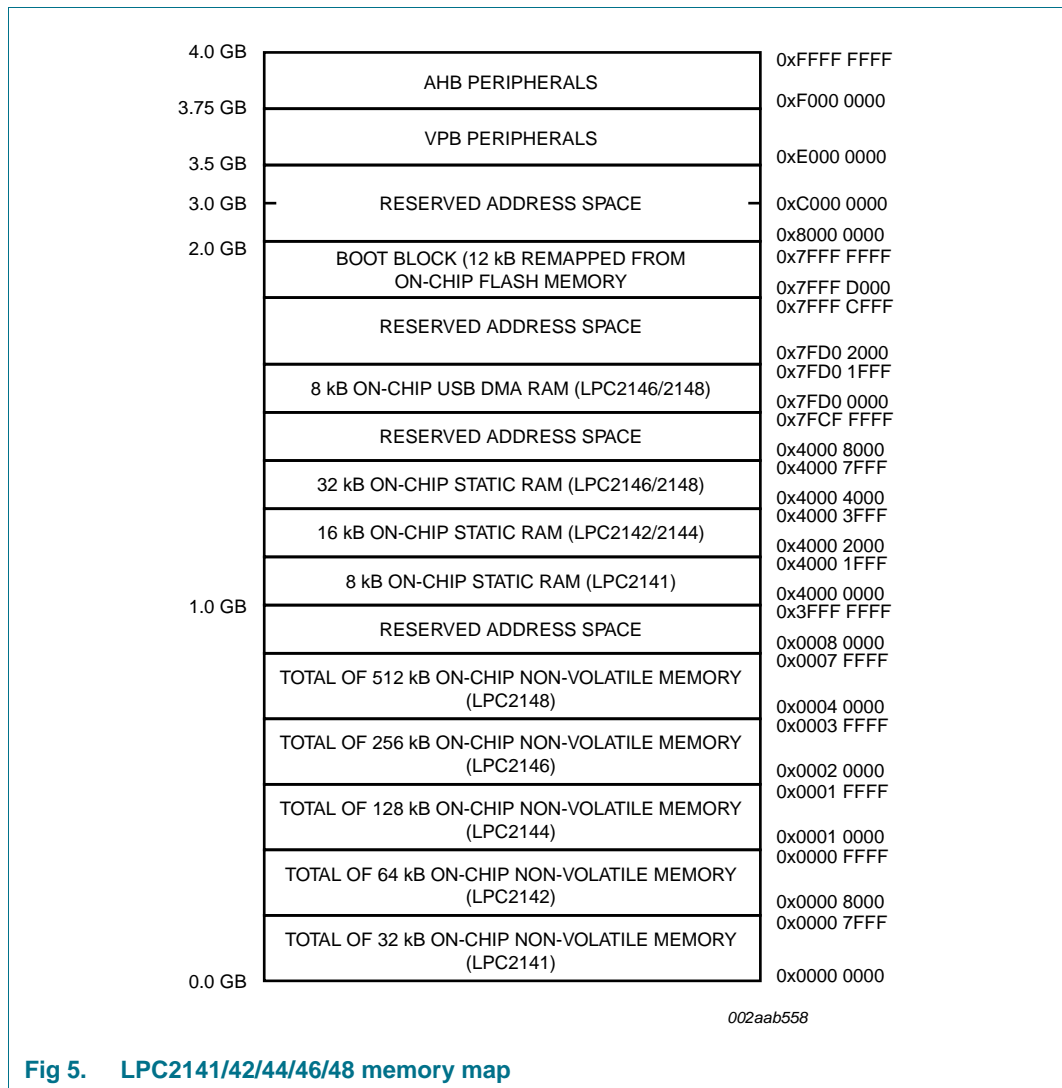 4.0 GB
0xFFFF FFFF
AHB PERIPHERALS
3.75 GB
0xF000 0000
VPB PERIPHERALS
3.5 GB
0xE000 0000
3.0 GB
RESERVED ADDRESS SPACE
0xC000 0000
0x8000 0000
2.0 GB
0x7FFF FFFF
BOOT BLOCK (12 kB REMAPPED FROM
ON-CHIP FLASH MEMORY
0x7FFF D000
0x7FFF CFFF
RESERVED ADDRESS SPACE
0x7FD0 2000
0x7FD0 1FFF
8 kB ON-CHIP USB DMA RAM (LPC2146/2148)
0x7FD0 0000
0x7FCF FFFF
RESERVED ADDRESS SPACE
0x4000 8000
0x4000 7FFF
32 kB ON-CHIP STATIC RAM (LPC2146/2148)
0x4000 4000
0x4000 3FFF
16 kB ON-CHIP STATIC RAM (LPC2142/2144)
0x4000 2000
0x4000 1FFF
8 kB ON-CHIP STATIC RAM (LPC2141)
0x4000 0000
1.0 GB
0x3FFF FFFF
RESERVED ADDRESS SPACE
0x0008 0000
0x0007 FFFF
TOTAL OF 512 kB ON-CHIP NON-VOLATILE MEMORY
(LPC2148)
0x0004 0000
0x0003 FFFF
TOTAL OF 256 kB ON-CHIP NON-VOLATILE MEMORY
(LPC2146)
0x0002 0000
0x0001 FFFF
TOTAL OF 128 kB ON-CHIP NON-VOLATILE MEMORY
(LPC2144)
0x0001 0000
0x0000 FFFF
TOTAL OF 64 kB ON-CHIP NON-VOLATILE MEMORY
(LPC2142)
0x0000 8000
0x0000 7FFF
TOTAL OF 32 kB ON-CHIP NON-VOLATILE MEMORY
(LPC2141)
0.0 GB
0x0000 0000
002aab558
Fig 5. LPC2141/42/44/46/48 memory map